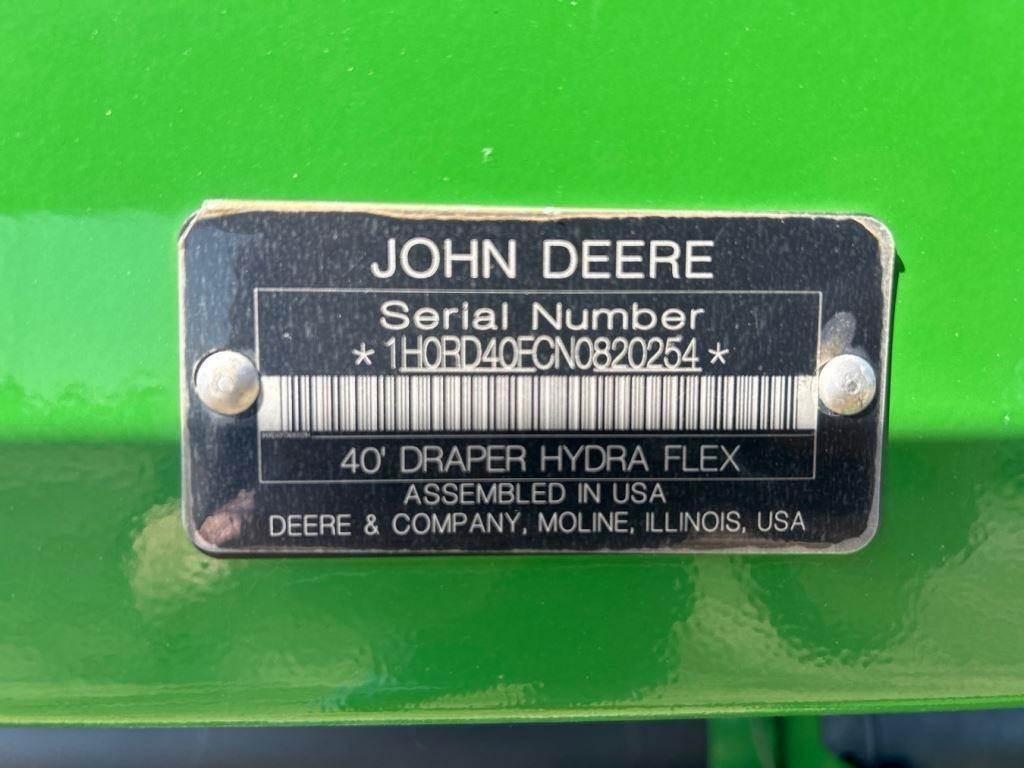 JOHN DEERE
Serial Number
*1H0RD40FCN0820254*
40' DRAPER HYDRA FLEX
ASSEMBLED IN USA
DEERE & COMPANY, MOLINE, ILLINOIS, USA